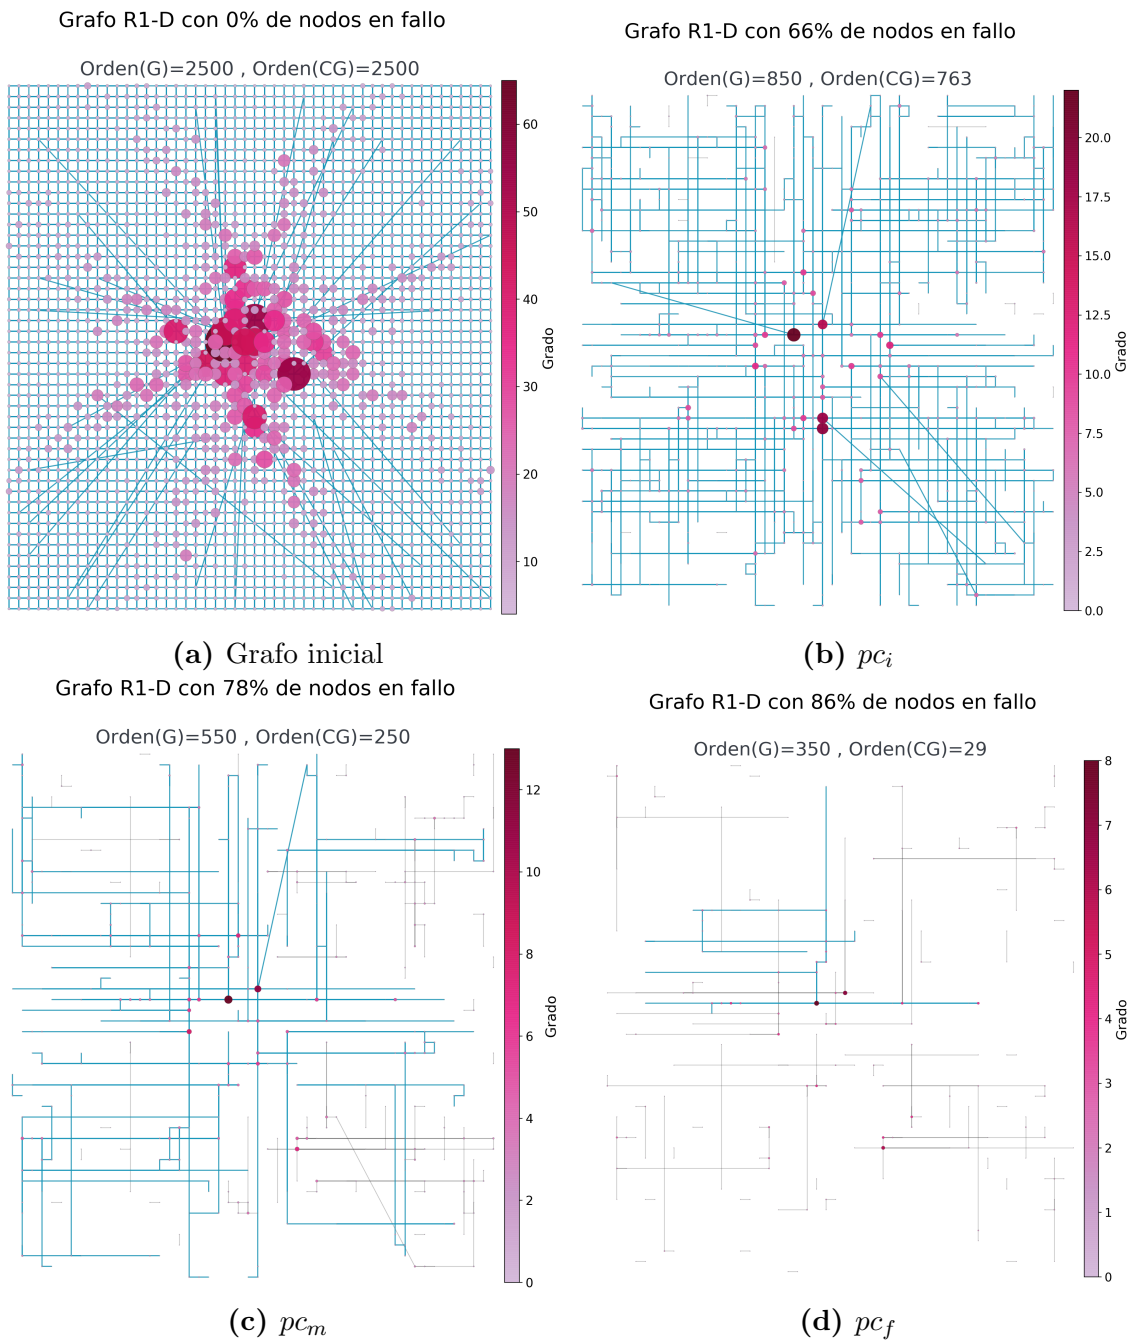 Grafo R1-D con 0% de nodos en fallo
Orden(G)=2500 , Orden(CG)=2500
60
50
40
30
20
10
Grado
(a) Grafo inicial
Grafo R1-D con 66% de nodos en fallo
Orden(G)=850 , Orden(CG)=763
20.0
17.5
15.0
12.5
10.0
7.5
5.0
2.5
0.0
Grado
(b) pc_i
Grafo R1-D con 78% de nodos en fallo
Orden(G)=550 , Orden(CG)=250
12
10
8
6
4
2
0
Grado
(c) pc_m
Grafo R1-D con 86% de nodos en fallo
Orden(G)=350 , Orden(CG)=29
8
7
6
5
4
3
2
1
0
Grado
(d) pc_f